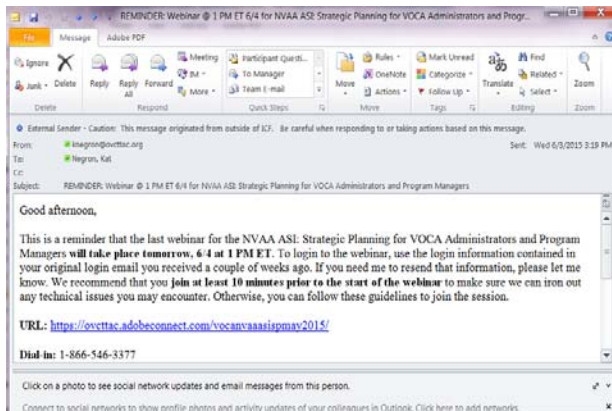 REMINDER: Webinar @ 1 PM ET 6/4 for NVAA ASI: Strategic Planning for VOCA Administrators and Progr...
File Message Adobe PDF
Ignore
Junk Delete
Reply Reply All Forward
Meeting
IM
More
Participant Questi...
To Manager
Team E-mail
Move
Rules
OneNote
Actions
Mark Unread
Categorize
Follow Up
Translate
Find
Related
Select
Zoom
Delete Respond Quick Steps Move Tags Editing Zoom
External Sender - Caution: This message originated from outside of ICF. Be careful when responding to or taking actions based on this message.
From: knegron@ovcttac.org Sent: Wed 6/3/2015 3:19 PM
To: Negron, Kat
Cc:
Subject: REMINDER: Webinar @ 1 PM ET 6/4 for NVAA ASI: Strategic Planning for VOCA Administrators and Program Managers
Good afternoon,
This is a reminder that the last webinar for the NVAA ASI: Strategic Planning for VOCA Administrators and Program
Managers will take place tomorrow, 6/4 at 1 PM ET. To login to the webinar, use the login information contained in
your original login email you received a couple of weeks ago. If you need me to resend that information, please let me
know. We recommend that you join at least 10 minutes prior to the start of the webinar to make sure we can iron out
any technical issues you may encounter. Otherwise, you can follow these guidelines to join the session.
URL: https://ovcttac.adobeconnect.com/vocanvaaasispmay2015/
Dial-in: 1-866-546-3377
Click on a photo to see social network updates and email messages from this person.
Connect to social networks to show profile photos and activity updates of your colleagues in Outlook. Click here to add networks.